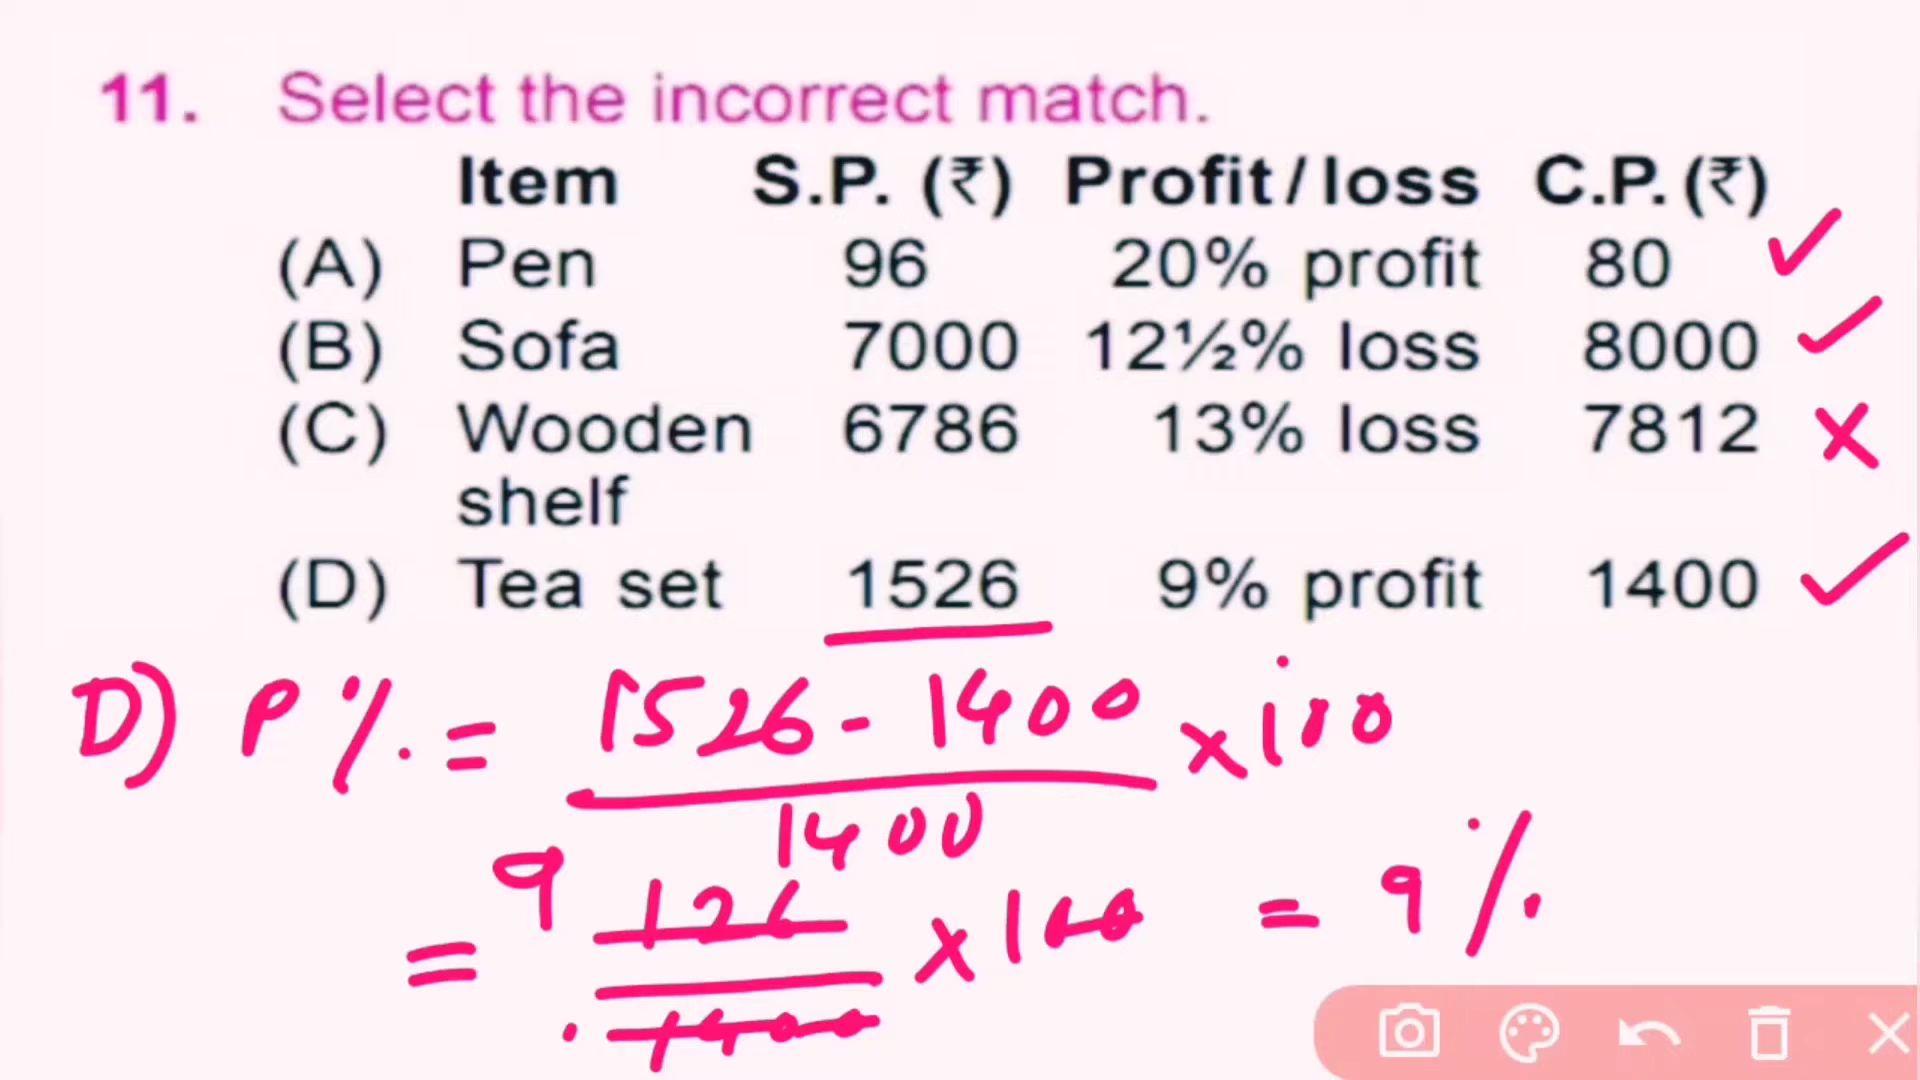 11. Select the incorrect match.
Item S.P. (₹) Profit/loss C.P. (₹)
(A) Pen 96 20% profit 80 ✓
(B) Sofa 7000 12½% loss 8000 ✓
(C) Wooden 6786 13% loss 7812 ✗
shelf
(D) Tea set 1526 9% profit 1400 ✓
D) P%. = 1526 - 1400 × 100
1400
= 9 126 × 100 = 9%.
1400